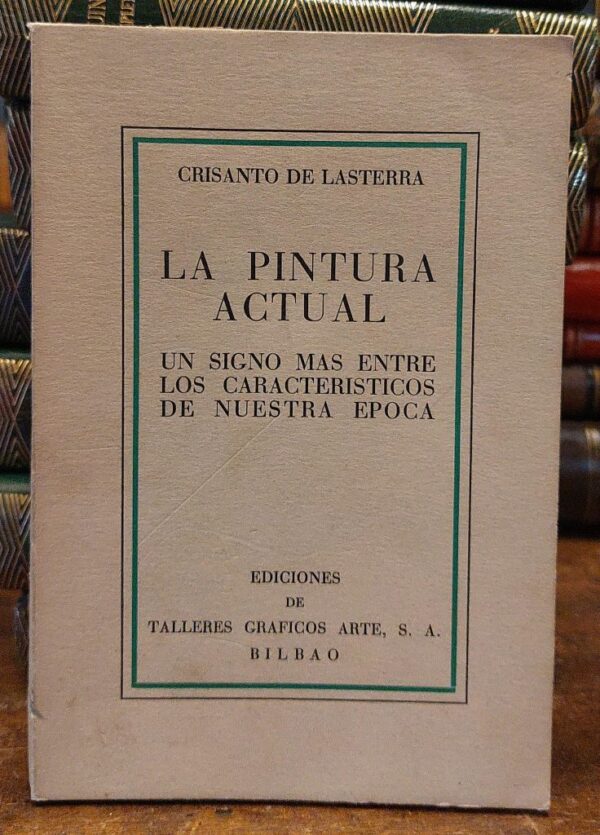 CRISANTO DE LASTERRA
LA PINTURA
ACTUAL
UN SIGNO MAS ENTRE
LOS CARACTERISTICOS
DE NUESTRA EPOCA
EDICIONES
DE
TALLERES GRAFICOS ARTE, S. A.
BILBAO